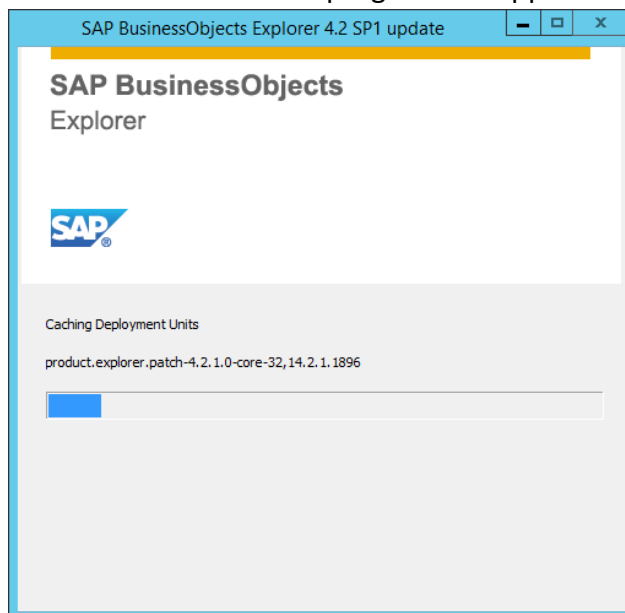 SAP BusinessObjects Explorer 4.2 SP1 update
SAP BusinessObjects
Explorer
SAP®
Caching Deployment Units
product.explorer.patch-4.2.1.0-core-32,14.2.1.1896